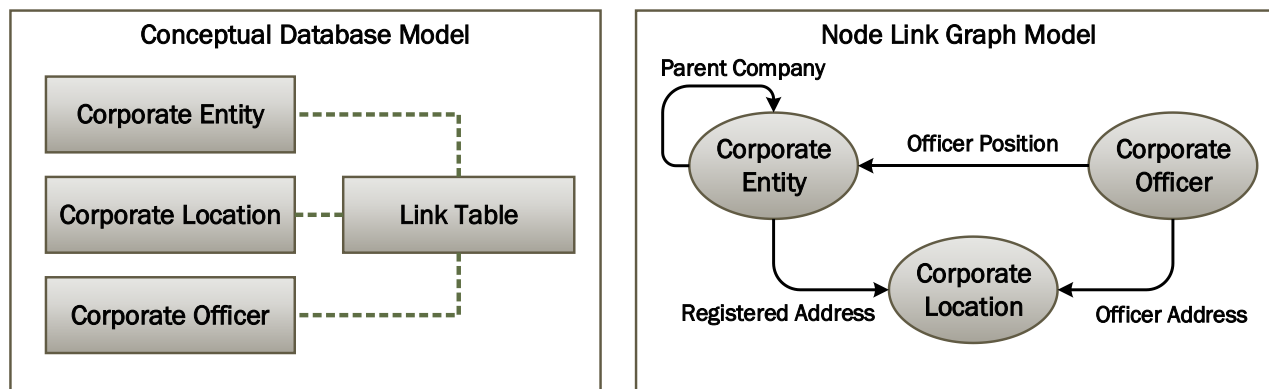 Conceptual Database Model
Corporate Entity
Corporate Location
Link Table
Corporate Officer
Node Link Graph Model
Parent Company
Corporate
Entity
Officer Position
Corporate
Officer
Corporate
Location
Registered Address
Officer Address